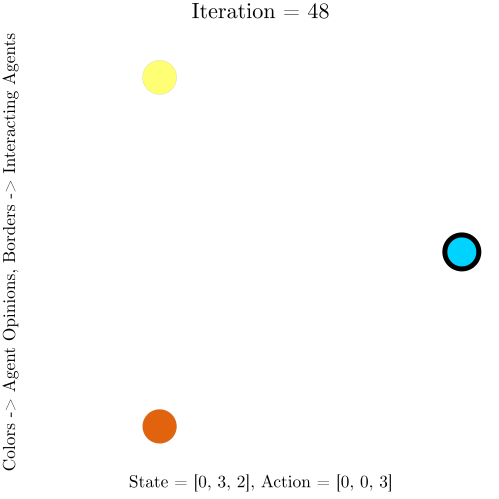 Iteration = 48
Colors -> Agent Opinions, Borders -> Interacting Agents
State = [0, 3, 2], Action = [0, 0, 3]